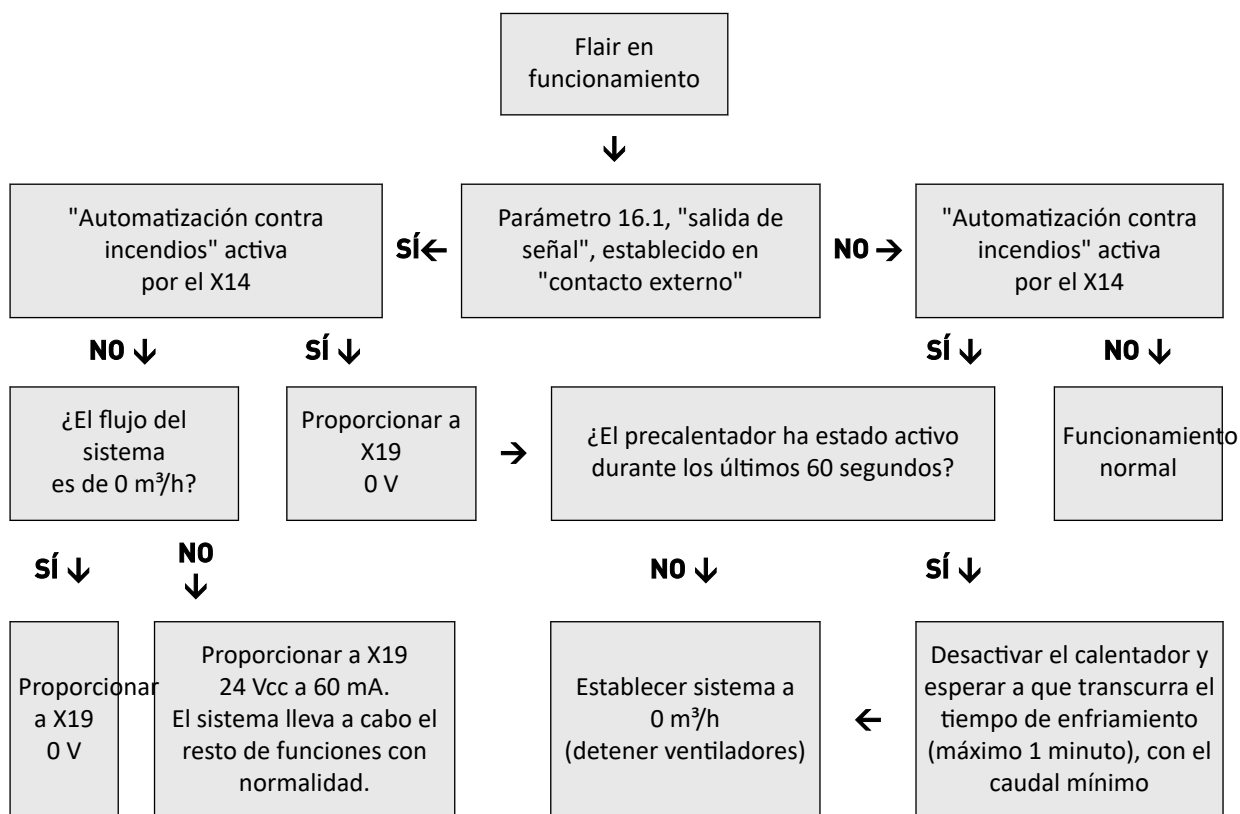 Flair en
funcionamiento
"Automatización contra
incendios" activa
por el X14
SÍ
Parámetro 16.1, "salida de
señal", establecido en
"contacto externo"
NO
"Automatización contra
incendios" activa
por el X14
NO
SÍ
SÍ
NO
¿El flujo del
sistema
es de 0 m³/h?
Proporcionar a
X19
0 V
¿El precalentador ha estado activo
durante los últimos 60 segundos?
Funcionamiento
normal
SÍ
NO
NO
SÍ
Proporcionar
a X19
0 V
Proporcionar a X19
24 Vcc a 60 mA.
El sistema lleva a cabo el
resto de funciones con
normalidad.
Establecer sistema a
0 m³/h
(detener ventiladores)
Desactivar el calentador y
esperar a que transcurra el
tiempo de enfriamiento
(máximo 1 minuto), con el
caudal mínimo